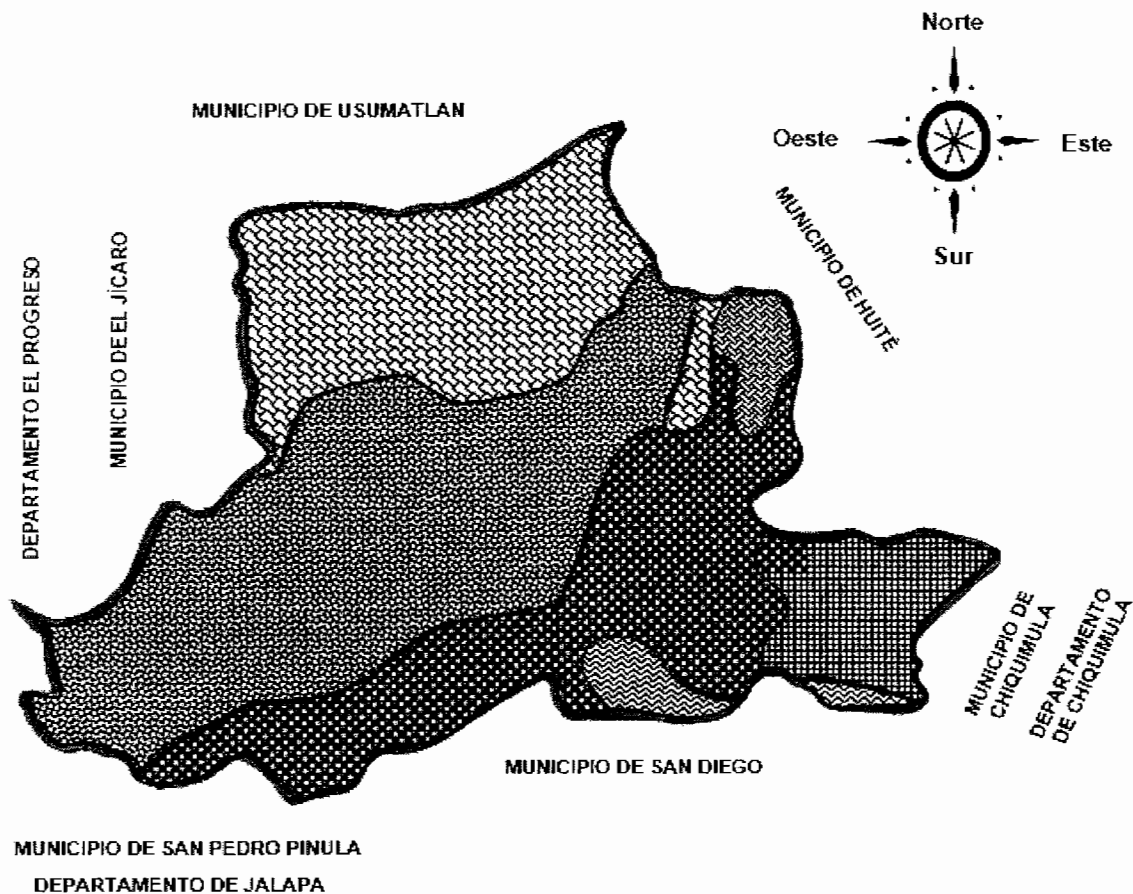 Norte
MUNICIPIO DE USUMATLAN
Oeste
Este
Sur
MUNICIPIO DE HUITÉ
DEPARTAMENTO EL PROGRESO
MUNICIPIO DE EL JÍCARO
MUNICIPIO DE
CHIQUIMULA
DEPARTAMENTO
DE CHIQUIMULA
MUNICIPIO DE SAN DIEGO
MUNICIPIO DE SAN PEDRO PINULA
DEPARTAMENTO DE JALAPA